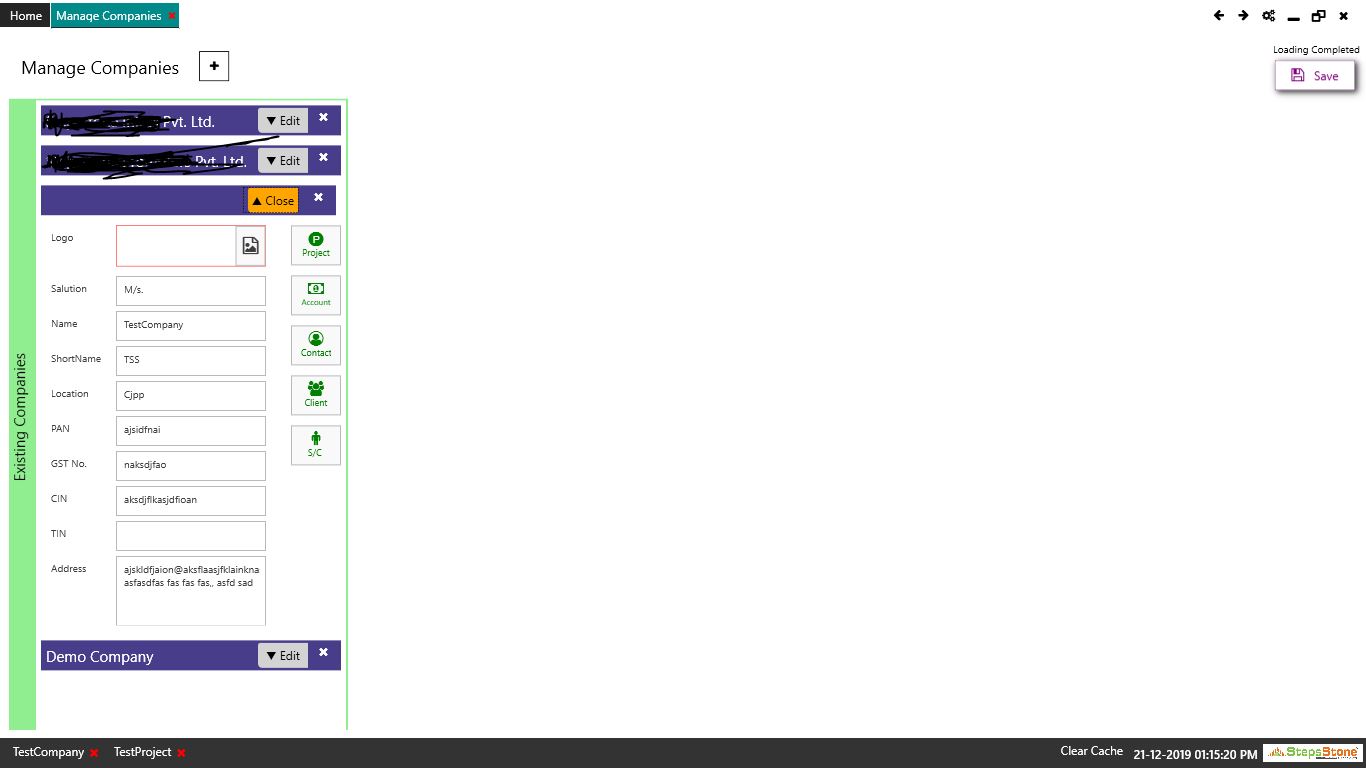 Home
Manage Companies
Manage Companies
+
Loading Completed
Save
Existing Companies
Pvt. Ltd.
Edit
Pvt. Ltd.
Edit
Close
Logo
Project
Salution M/s.
Account
Name TestCompany
Contact
ShortName TSS
Location Cjpp
Client
PAN ajsidfnai
S/C
GST No. naksdjfao
CIN aksdjflkasjdfioan
TIN
Address ajskldfjaion@aksflaasjfklainkna
asfasdfas fas fas fas,, asfd sad
Demo Company
Edit
TestCompany
TestProject
Clear Cache
21-12-2019 01:15:20 PM
StepsStone